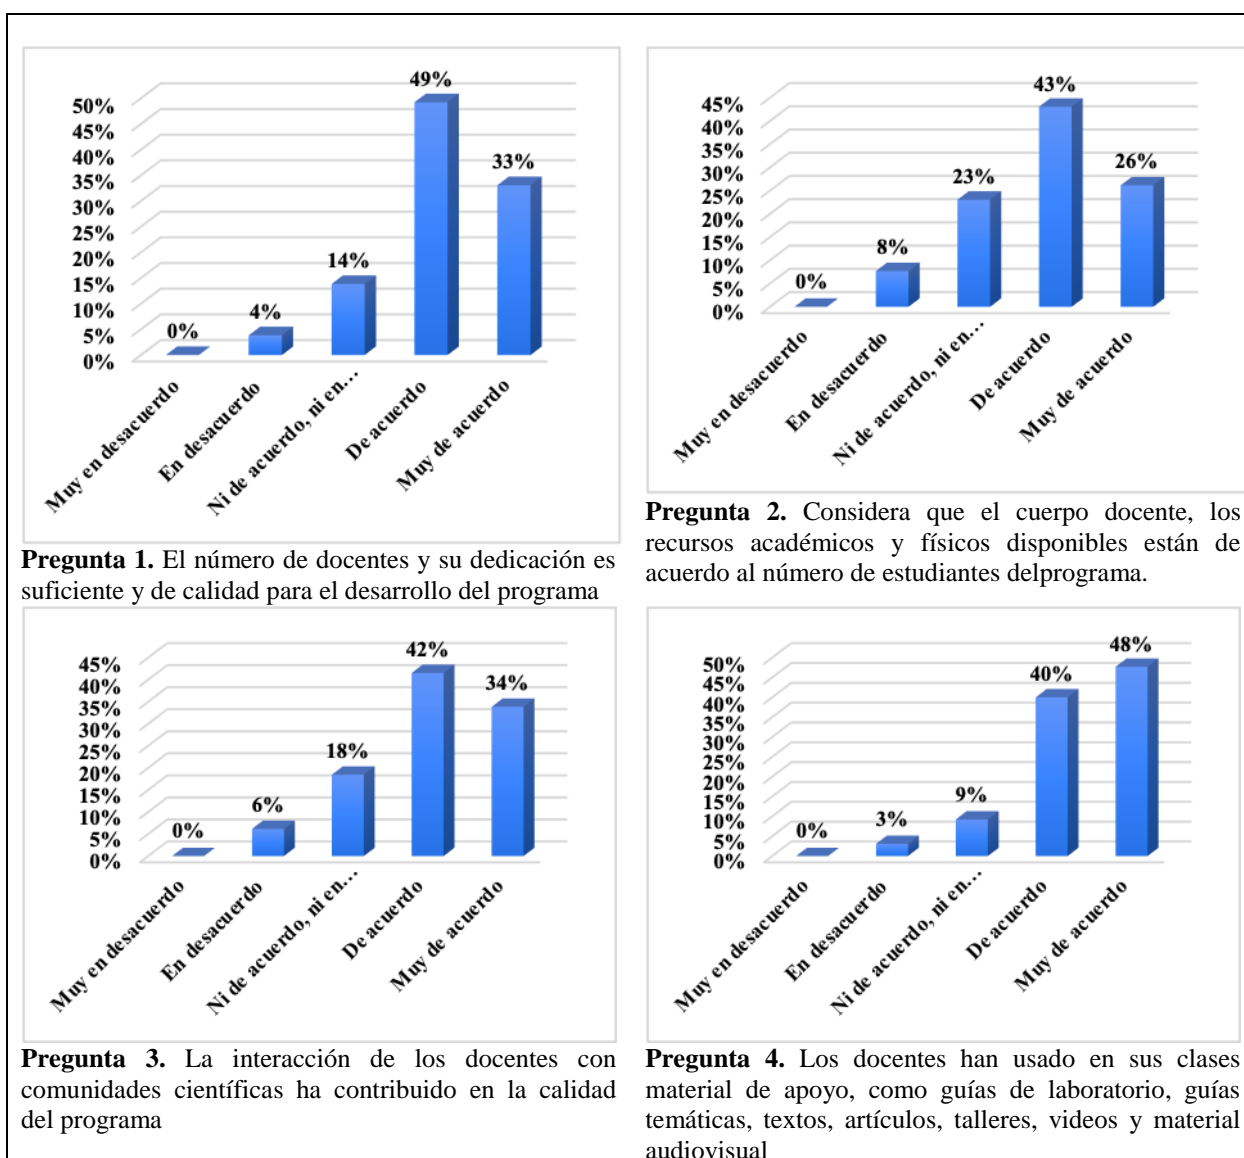 49%
50%
45%
40%
35%
30%
25%
20%
15%
10%
5%
0%
33%
14%
4%
0%
Muy en desacuerdo
En desacuerdo
Ni de acuerdo, ni en…
De acuerdo
Muy de acuerdo
Pregunta 1. El número de docentes y su dedicación es
suficiente y de calidad para el desarrollo del programa
43%
45%
40%
35%
30%
25%
20%
15%
10%
5%
0%
26%
23%
8%
0%
Muy en desacuerdo
En desacuerdo
Ni de acuerdo, ni en…
De acuerdo
Muy de acuerdo
Pregunta 2. Considera que el cuerpo docente, los
recursos académicos y físicos disponibles están de
acuerdo al número de estudiantes delprograma.
42%
45%
40%
35%
30%
25%
20%
15%
10%
5%
0%
34%
18%
6%
0%
Muy en desacuerdo
En desacuerdo
Ni de acuerdo, ni en…
De acuerdo
Muy de acuerdo
Pregunta 3. La interacción de los docentes con
comunidades científicas ha contribuido en la calidad
del programa
48%
50%
45%
40%
35%
30%
25%
20%
15%
10%
5%
0%
40%
9%
3%
0%
Muy en desacuerdo
En desacuerdo
Ni de acuerdo, ni en…
De acuerdo
Muy de acuerdo
Pregunta 4. Los docentes han usado en sus clases
material de apoyo, como guías de laboratorio, guías
temáticas, textos, artículos, talleres, videos y material
audiovisual